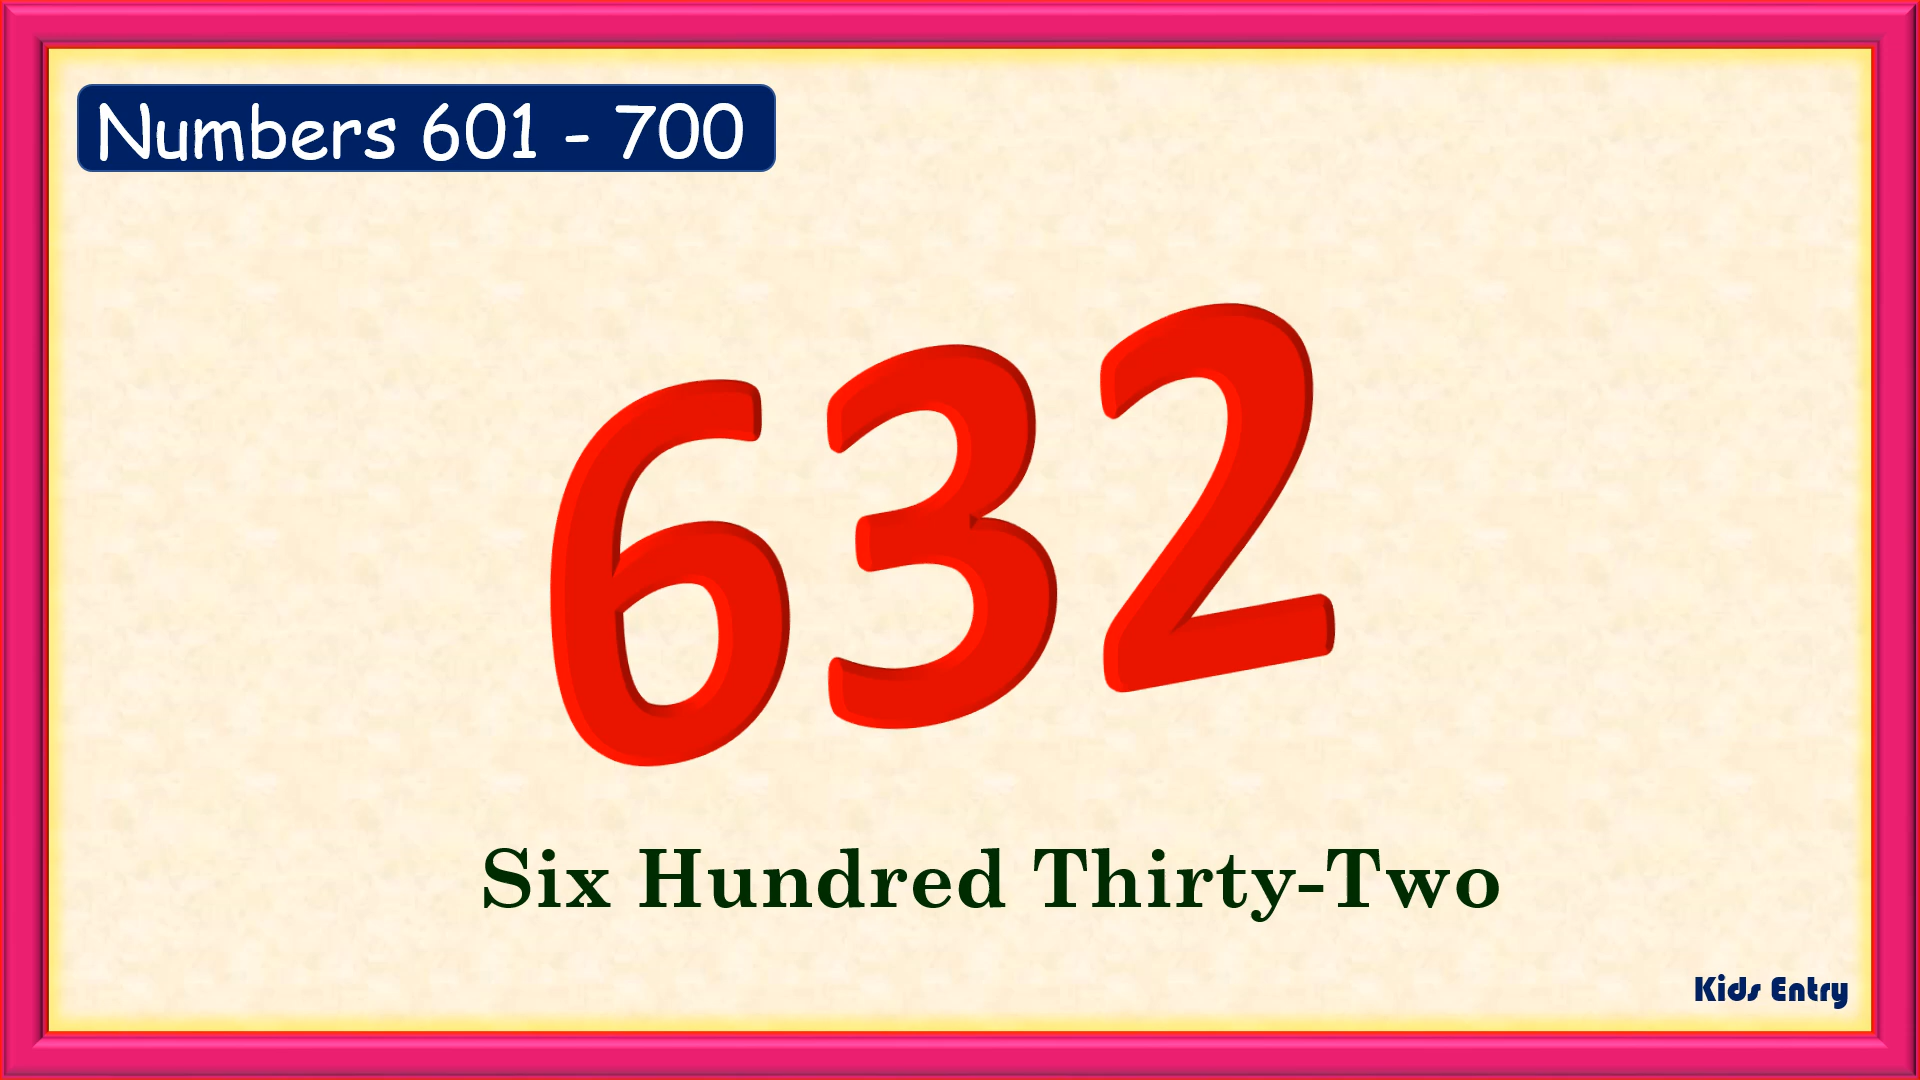 Numbers 601 - 700
632
Six Hundred Thirty-Two
Kids Entry